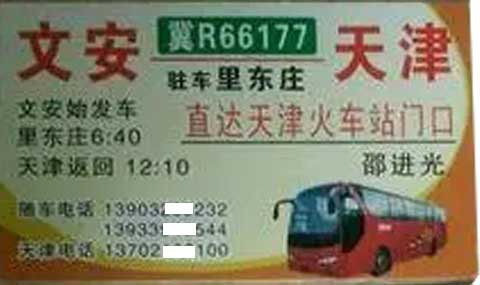 文安 冀R66177 天津
驻车里东庄
文安始发车
直达天津火车站门口
里东庄6:40
天津返回 12:10 邵进光
随车电话 13903 232
13933 544
天津电话 13702 100